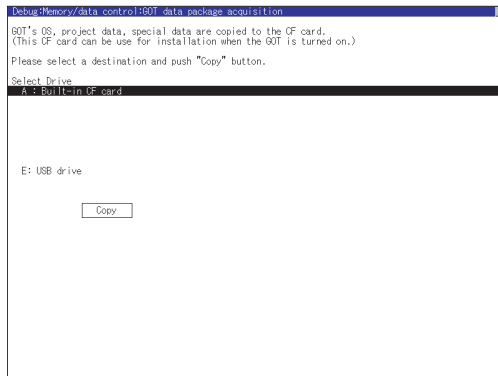 Debug:Memory/data control:GOT data package acquisition
GOT's OS, project data, special data are copied to the CF card.
(This CF card can be use for installation when the GOT is turned on.)
Please select a destination and push "Copy" button.
Select Drive
A : Built-in CF card
E: USB drive
Copy